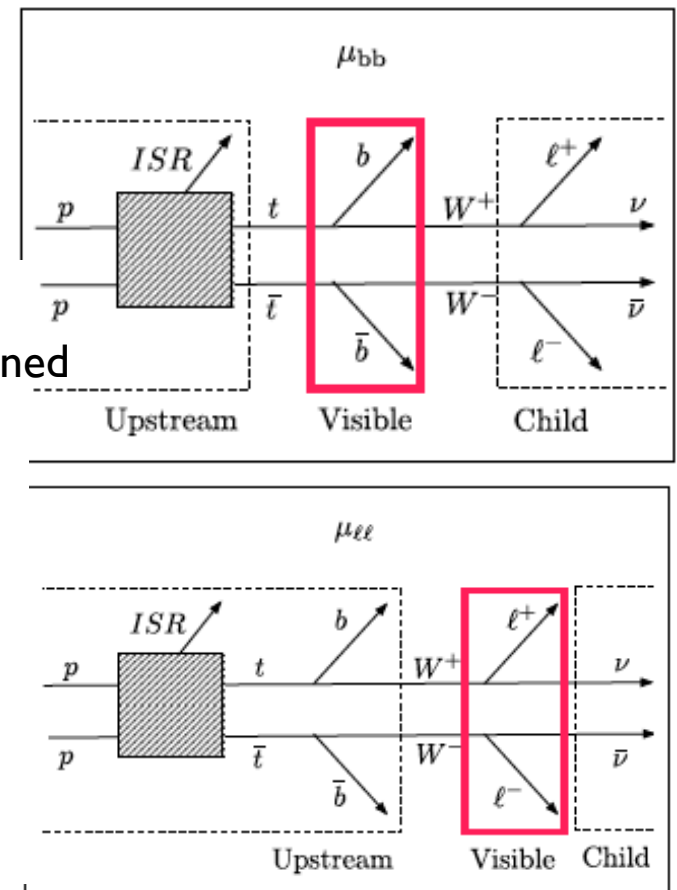 μbb
ISR b ℓ+
p t W+ ν
p t̄ W− ν̄
b̄ ℓ−
ned
Upstream Visible Child
μℓℓ
ISR b ℓ+
p t W+ ν
p t̄ W− ν̄
b̄ ℓ−
Upstream Visible Child